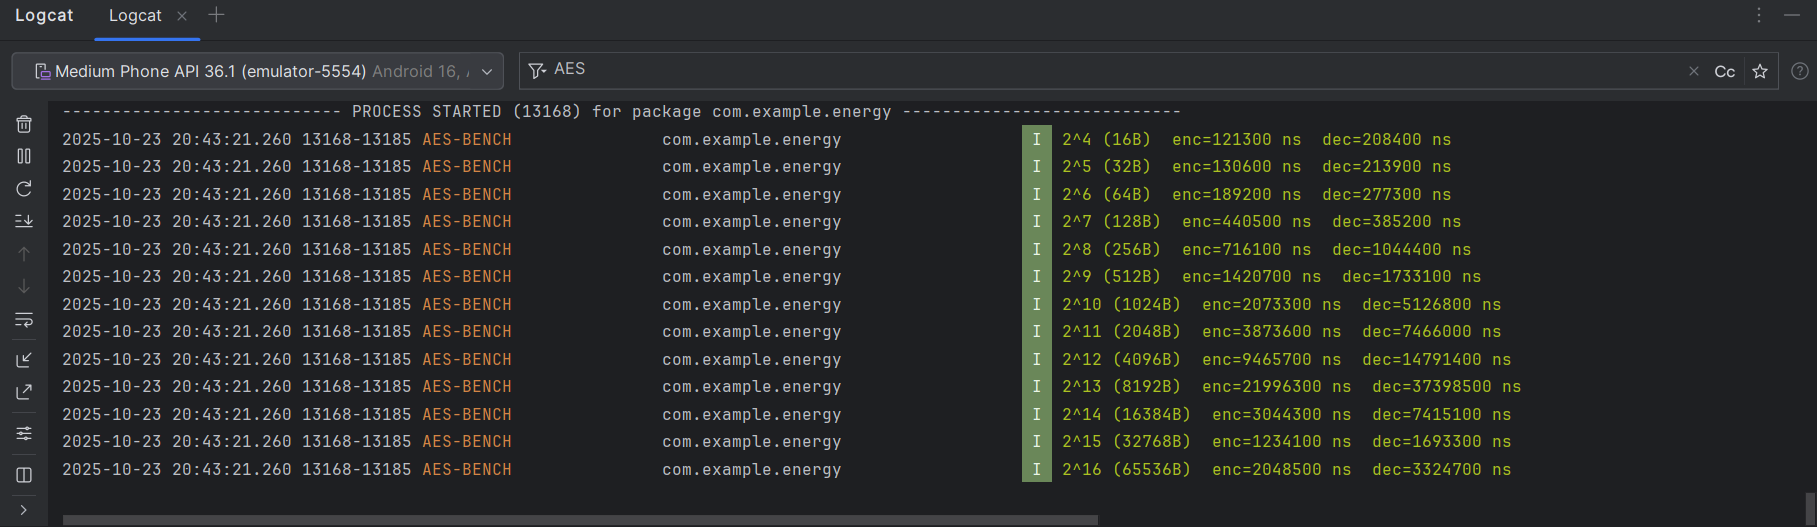 Logcat Logcat
Medium Phone API 36.1 (emulator-5554) Android 16, AES Cc
--------------------------- PROCESS STARTED (13168) for package com.example.energy ---------------------------
2025-10-23 20:43:21.260 13168-13185 AES-BENCH com.example.energy I 2^4 (16B) enc=121300 ns dec=208400 ns
2025-10-23 20:43:21.260 13168-13185 AES-BENCH com.example.energy I 2^5 (32B) enc=130600 ns dec=213900 ns
2025-10-23 20:43:21.260 13168-13185 AES-BENCH com.example.energy I 2^6 (64B) enc=189200 ns dec=277300 ns
2025-10-23 20:43:21.260 13168-13185 AES-BENCH com.example.energy I 2^7 (128B) enc=440500 ns dec=385200 ns
2025-10-23 20:43:21.260 13168-13185 AES-BENCH com.example.energy I 2^8 (256B) enc=716100 ns dec=1044400 ns
2025-10-23 20:43:21.260 13168-13185 AES-BENCH com.example.energy I 2^9 (512B) enc=1420700 ns dec=1733100 ns
2025-10-23 20:43:21.260 13168-13185 AES-BENCH com.example.energy I 2^10 (1024B) enc=2073300 ns dec=5126800 ns
2025-10-23 20:43:21.260 13168-13185 AES-BENCH com.example.energy I 2^11 (2048B) enc=3873600 ns dec=7466000 ns
2025-10-23 20:43:21.260 13168-13185 AES-BENCH com.example.energy I 2^12 (4096B) enc=9465700 ns dec=14791400 ns
2025-10-23 20:43:21.260 13168-13185 AES-BENCH com.example.energy I 2^13 (8192B) enc=21996300 ns dec=37398500 ns
2025-10-23 20:43:21.260 13168-13185 AES-BENCH com.example.energy I 2^14 (16384B) enc=3044300 ns dec=7415100 ns
2025-10-23 20:43:21.260 13168-13185 AES-BENCH com.example.energy I 2^15 (32768B) enc=1234100 ns dec=1693300 ns
2025-10-23 20:43:21.260 13168-13185 AES-BENCH com.example.energy I 2^16 (65536B) enc=2048500 ns dec=3324700 ns